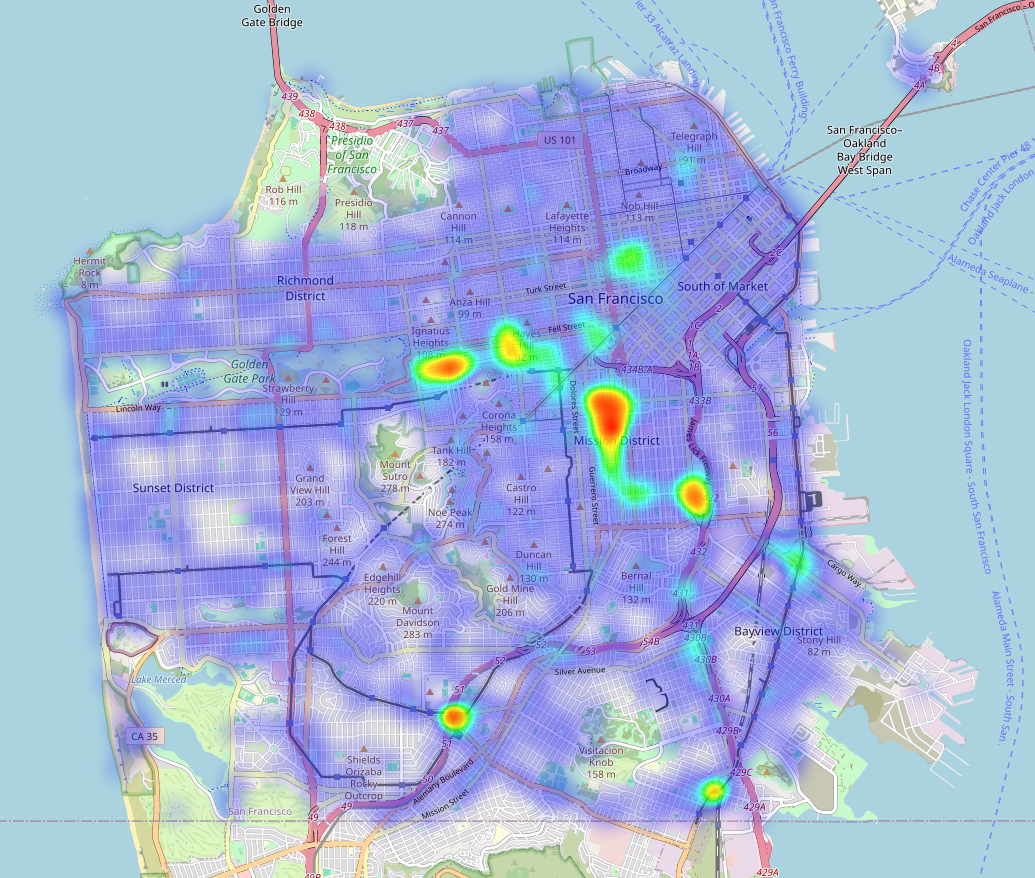 Golden
Gate Bridge
439
438
438
437
437
Presidio
of San
Francisco
Rob Hill
116 m
Presidio
Hill
118 m
US 101
Telegraph
Hill
91 m
Broadway
Nob Hill
113 m
Cannon
Hill
114 m
Lafayette
Heights
114 m
Hermit
Rock
8 m
Richmond
District
Turk Street
Anza Hill
99 m
San Francisco
South of Market
2C
2
1C
1A
1B
Ignatius
Heights
108 m
Hayes
Hill
Fell Street
Golden
Gate Park
Strawberry
Hill
129 m
Lincoln Way
434B;A
433B
57
56
Dolores Street
Corona
Heights
158 m
Mission District
James Lick Freeway
Tank Hill
182 m
Mount
Sutro
278 m
Grand
View Hill
203 m
Sunset District
Castro
Hill
122 m
Guerrero Street
Noe Peak
274 m
Forest
Hill
244 m
Duncan
Hill
130 m
432
Edgehill
Heights
220 m
Gold Mine
Hill
206 m
Bernal
Hill
132 m
Mount
Davidson
283 m
431
431
430B
430B
Cargo Way
Bayview District
Stony Hill
82 m
54B
53
52
52
Silver Avenue
51
51
50
49
49
49B
Lake Merced
CA 35
430A
429B
429C
429A
429A
Visitacion
Knob
158 m
Shields
Orizaba
Rocky
Outcrop
Alemany Boulevard
Mission Street
San Francisco
San Francisco–
Oakland
Bay Bridge
West Span
4A
4B
4
Pier 33 Alcatraz Landing
San Francisco Ferry Building
Chase Center Pier 48
Oakland Jack London
Alameda Seaplane
Oakland Jack London Square - South San Francisco
Alameda Main Street - South San